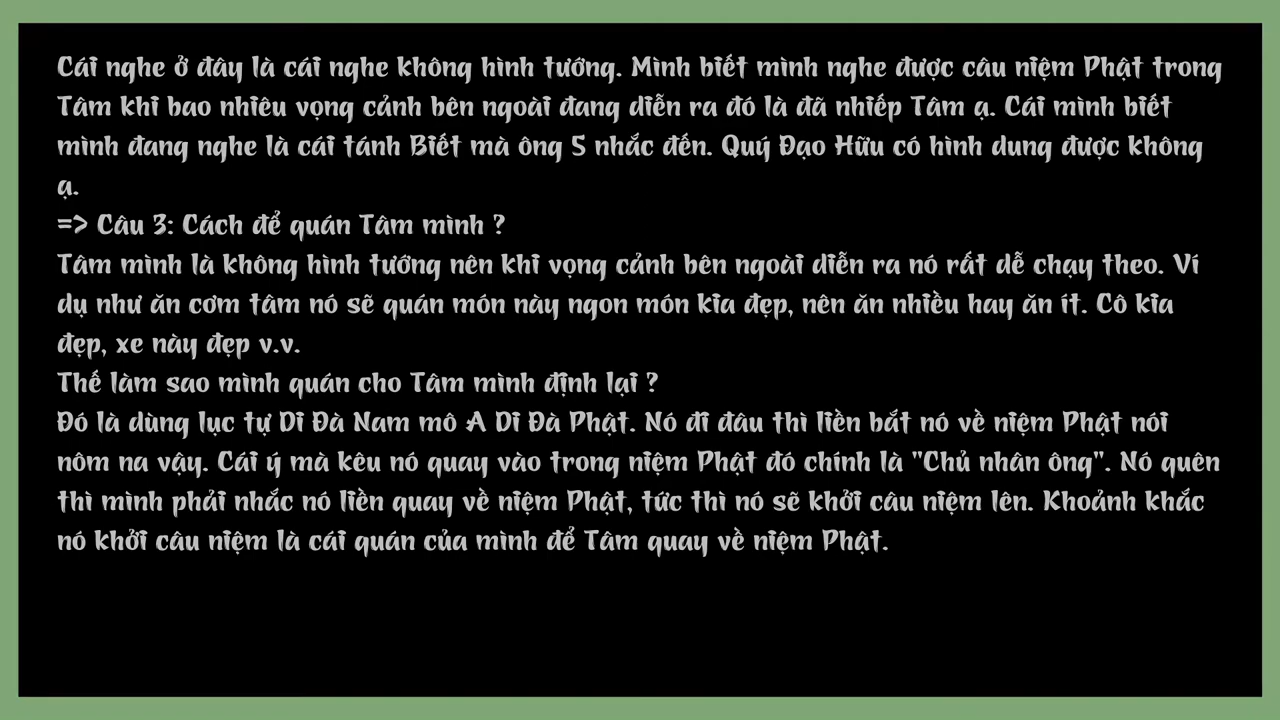 Cái nghe ở đây là cái nghe không hình tướng. Mình biết mình nghe được câu niệm Phật trong
Tâm khi bao nhiêu vọng cảnh bên ngoài đang diễn ra đó là đã nhiếp Tâm ạ. Cái mình biết
mình đang nghe là cái tánh Biết mà ông 5 nhắc đến. Quý Đạo Hữu có hình dung được không
ạ.
=> Câu 3: Cách để quán Tâm mình ?
Tâm mình là không hình tướng nên khi vọng cảnh bên ngoài diễn ra nó rất dễ chạy theo. Ví
dụ như ăn cơm tâm nó sẽ quán món này ngon món kia đẹp, nên ăn nhiều hay ăn ít. Cô kia
đẹp, xe này đẹp v.v.
Thế làm sao mình quán cho Tâm mình định lại ?
Đó là dùng lục tự Di Đà Nam mô A Di Đà Phật. Nó đi đâu thì liền bắt nó về niệm Phật nói
nôm na vậy. Cái ý mà kêu nó quay vào trong niệm Phật đó chính là "Chủ nhân ông". Nó quên
thì mình phải nhắc nó liền quay về niệm Phật, tức thì nó sẽ khởi câu niệm lên. Khoảnh khắc
nó khởi câu niệm là cái quán của mình để Tâm quay về niệm Phật.